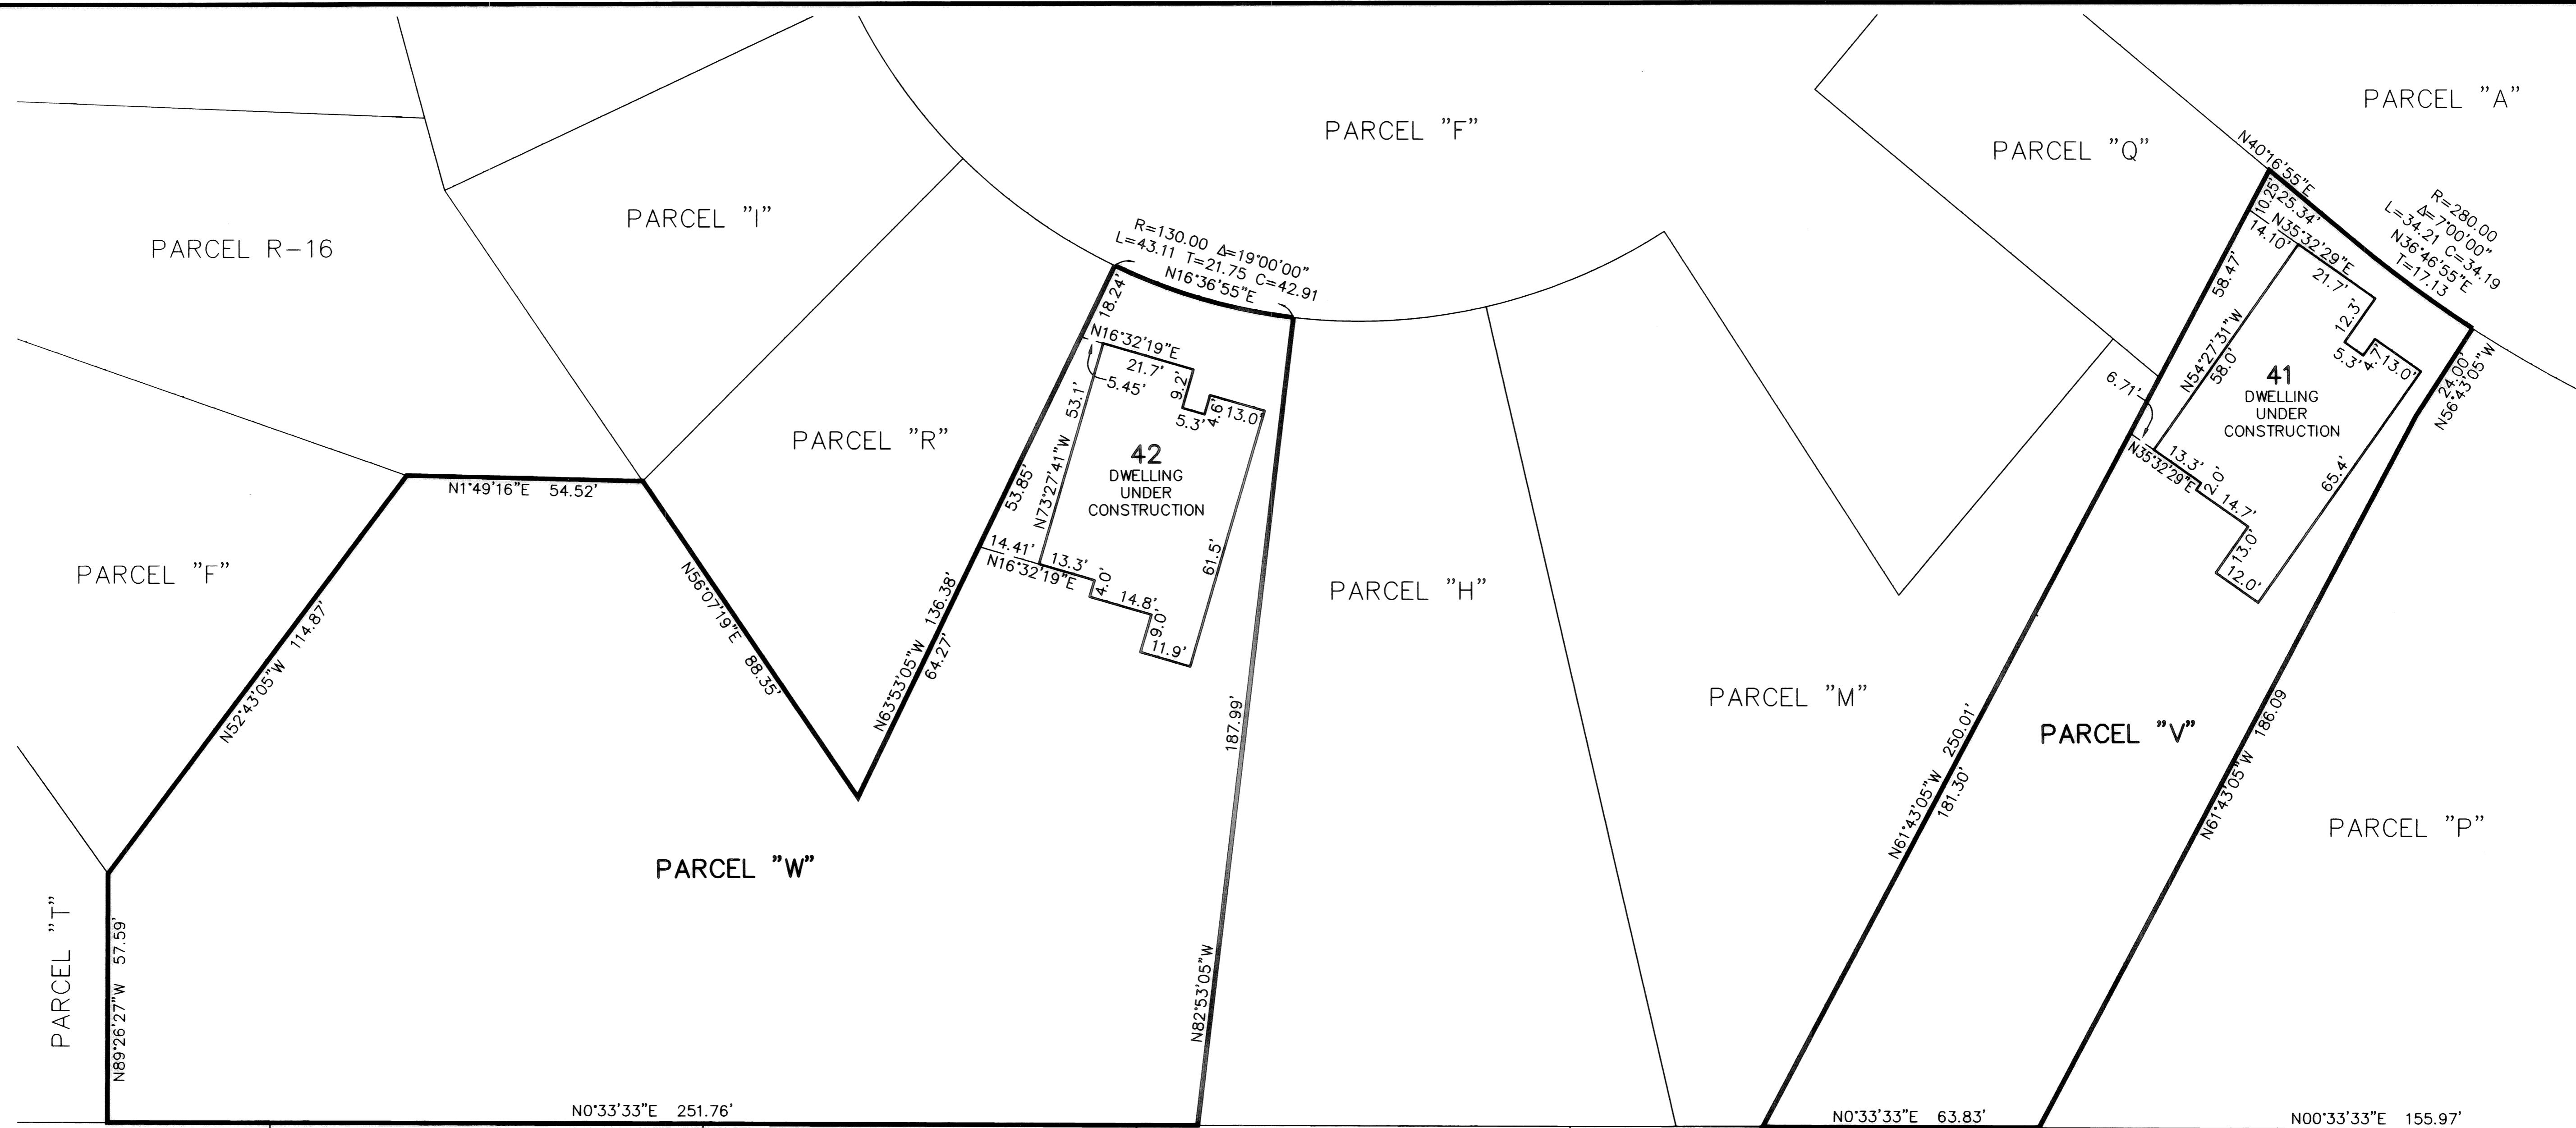 PARCEL "A"
PARCEL "F"
PARCEL "Q"
N40°16'55"E
25.34'
10.25'
R=280.00
Δ=7°00'00"
L=34.21 C=34.19
N36°46'55"E
T=17.13
PARCEL "I"
PARCEL R-16
R=130.00 Δ=19°00'00"
L=43.11 T=21.75 C=42.91
N16°36'55"E
18.24'
N16°32'19"E
21.7'
5.45'
9.2'
5.3'
4.6'
13.0'
53.1'
N73°27'41"W
53.85'
42
DWELLING
UNDER
CONSTRUCTION
61.5'
14.41'
N16°32'19"E
13.3'
4.0'
14.8'
9.0'
11.9'
N35°32'29"E
14.10'
21.7'
58.47'
N54°27'31"W
58.0'
12.3'
5.3'
4.7'
13.0'
41
DWELLING
UNDER
CONSTRUCTION
24.00'
N56°43'05"W
6.71'
N35°32'29"E
13.3'
2.0'
14.7'
13.0'
12.0'
65.4'
PARCEL "R"
N1°49'16"E 54.52'
PARCEL "F"
N52°43'05"W 114.87'
N56°07'19"E 88.35'
N63°53'05"W 136.38'
64.27'
PARCEL "H"
187.99'
N82°53'05"W
PARCEL "M"
PARCEL "V"
N61°43'05"W 250.01'
181.30'
N61°43'05"W 186.09
PARCEL "P"
PARCEL "W"
PARCEL "T"
N89°26'27"W 57.59'
N0°33'33"E 251.76'
N0°33'33"E 63.83'
N00°33'33"E 155.97'